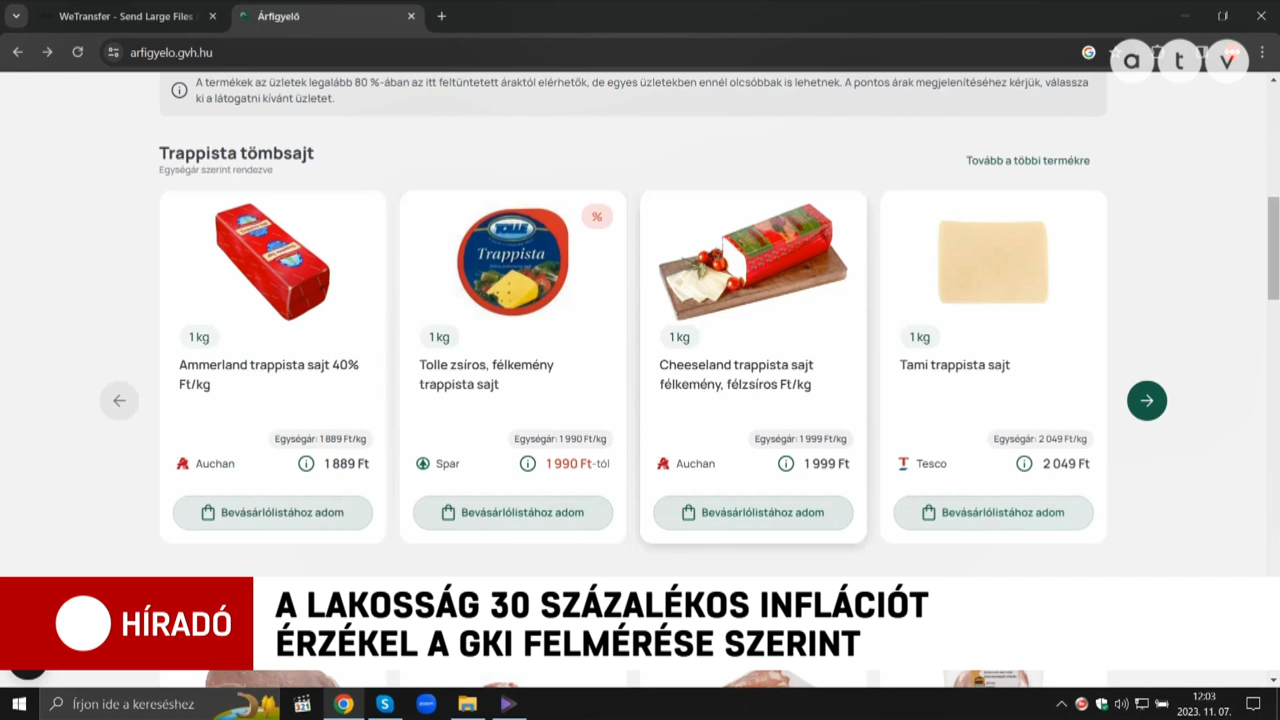 WeTransfer - Send Large Files
Árfigyelő
arfigyelo.gvh.hu
a t v
A termékek az üzletek legalább 80 %-ában az itt feltüntetett áraktól elérhetők, de egyes üzletekben ennél olcsóbbak is lehetnek. A pontos árak megjelenítéséhez kérjük, válassza
ki a látogatni kívánt üzletet.
Trappista tömbsajt
Egységár szerint rendezve
Tovább a többi termékre
%
TOLLE
Trappista
1 kg
Ammerland trappista sajt 40%
Ft/kg
Egységár: 1 889 Ft/kg
Auchan
1 889 Ft
Bevásárlólistához adom
1 kg
Tolle zsíros, félkemény
trappista sajt
Egységár: 1 990 Ft/kg
Spar
1 990 Ft-tól
Bevásárlólistához adom
1 kg
Cheeseland trappista sajt
félkemény, félzsíros Ft/kg
Egységár: 1 999 Ft/kg
Auchan
1 999 Ft
Bevásárlólistához adom
1 kg
Tami trappista sajt
Egységár: 2 049 Ft/kg
Tesco
2 049 Ft
Bevásárlólistához adom
HÍRADÓ
A LAKOSSÁG 30 SZÁZALÉKOS INFLÁCIÓT
ÉRZÉKEL A GKI FELMÉRÉSE SZERINT
Írjon ide a kereséshez
zoom
12:03
2023. 11. 07.